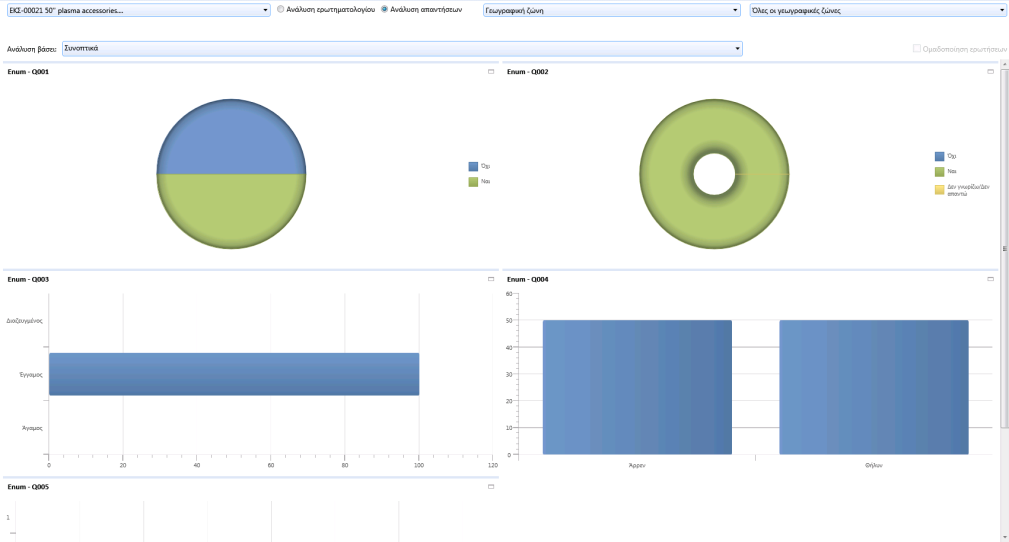 ΕΚΣ-00021 50" plasma accessories.... Ανάλυση ερωτηματολογίου Ανάλυση απαντήσεων Γεωγραφική ζώνη Όλες οι γεωγραφικές ζώνες
Ανάλυση βάσει: Συνοπτικά Ομαδοποίηση ερωτήσεων
Enum - Q001
Όχι
Ναι
Enum - Q002
Όχι
Ναι
Δεν γνωρίζω/Δεν
απαντώ
Enum - Q003
Διαζευγμένος
Έγγαμος
Άγαμος
0 20 40 60 80 100 120
Enum - Q004
60
50
40
30
20
10
0
Άρρεν Θήλυν
Enum - Q005
1